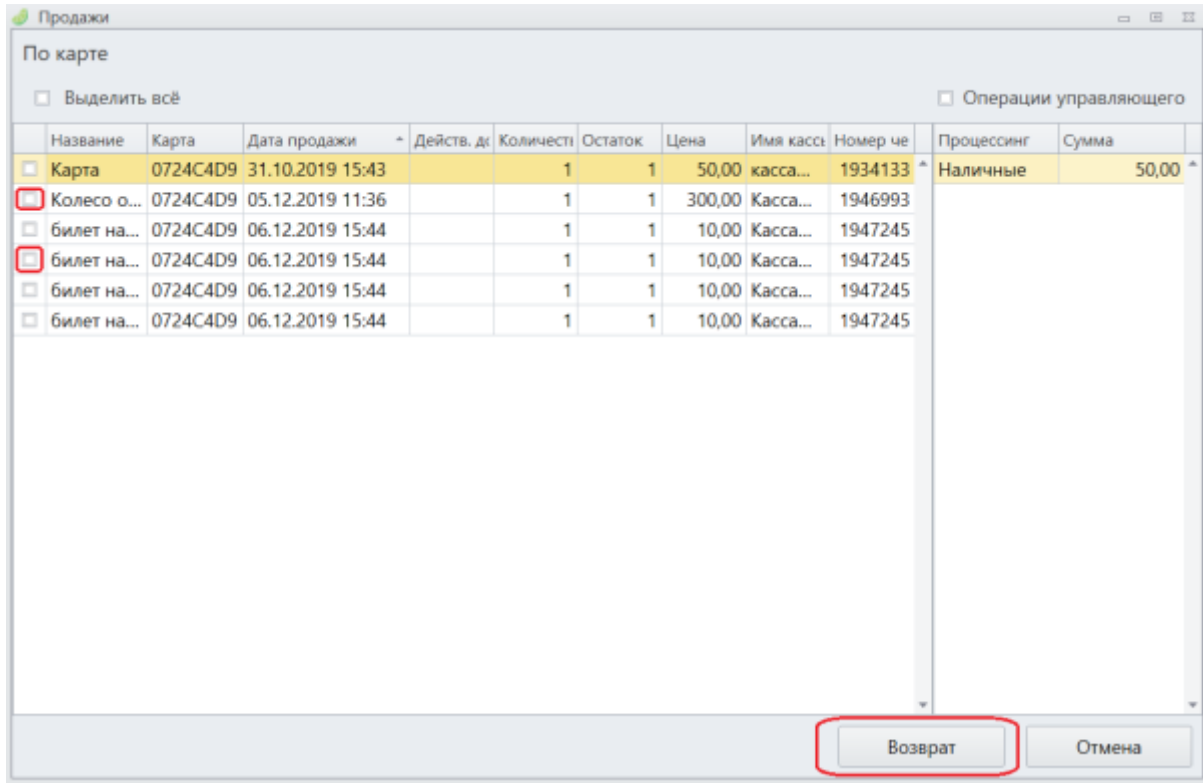 Продажи
По карте
Выделить всё Операции управляющего
Название Карта Дата продажи Действ. дс Количесть Остаток Цена Имя кассь Номер че Процессинг Сумма
Карта 0724C4D9 31.10.2019 15:43 1 1 50,00 касса... 1934133 Наличные 50,00
Колесо о... 0724C4D9 05.12.2019 11:36 1 1 300,00 Касса... 1946993
билет на... 0724C4D9 06.12.2019 15:44 1 1 10,00 Касса... 1947245
билет на... 0724C4D9 06.12.2019 15:44 1 1 10,00 Касса... 1947245
билет на... 0724C4D9 06.12.2019 15:44 1 1 10,00 Касса... 1947245
билет на... 0724C4D9 06.12.2019 15:44 1 1 10,00 Касса... 1947245
Возврат Отмена